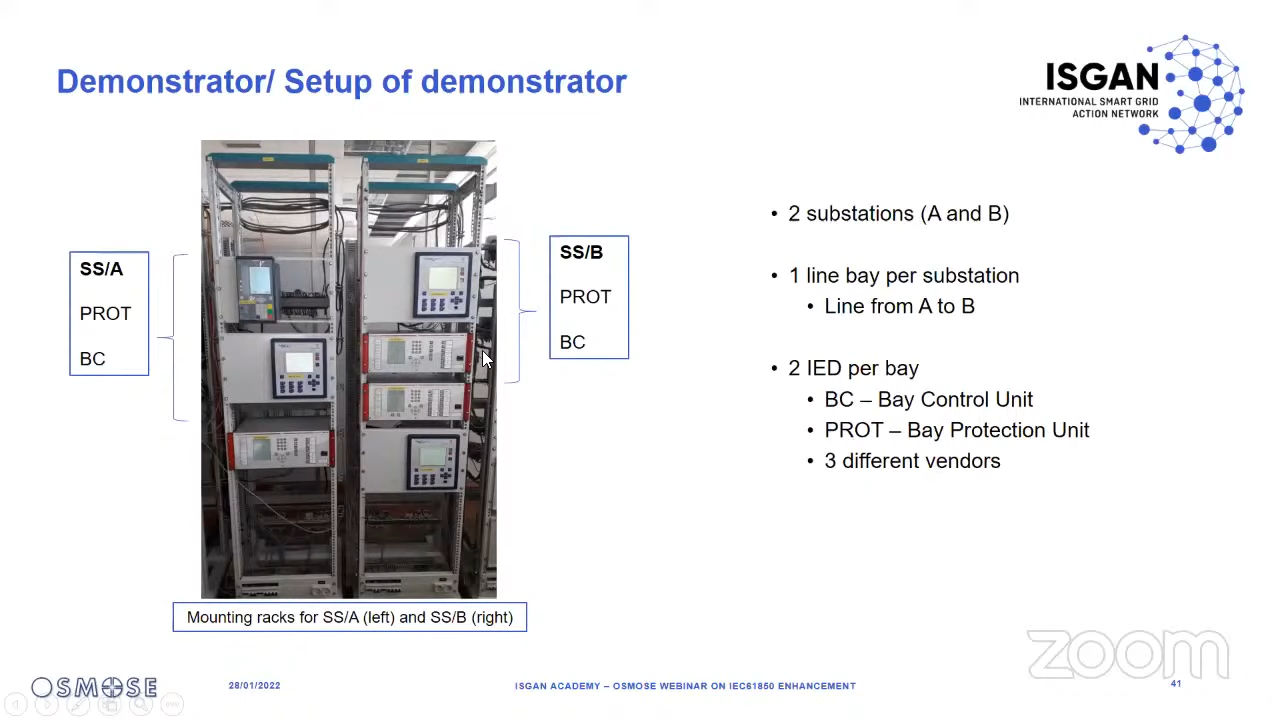 Demonstrator/ Setup of demonstrator
ISGAN
INTERNATIONAL SMART GRID
ACTION NETWORK
SS/A
PROT
BC
SS/B
PROT
BC
• 2 substations (A and B)
• 1 line bay per substation
• Line from A to B
• 2 IED per bay
• BC – Bay Control Unit
• PROT – Bay Protection Unit
• 3 different vendors
Mounting racks for SS/A (left) and SS/B (right)
zoom
OSMOSE
28/01/2022
ISGAN ACADEMY – OSMOSE WEBINAR ON IEC61850 ENHANCEMENT
41